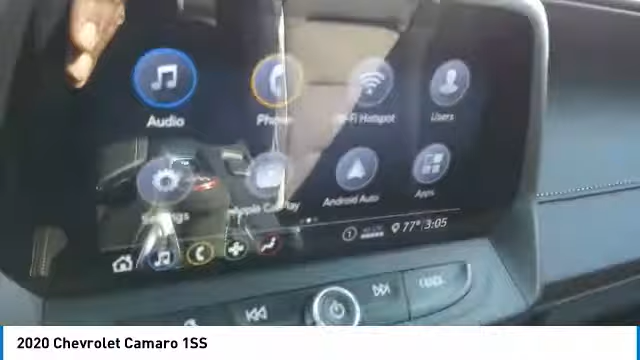 Audio
Phone
Wi-Fi Hotspot
Users
Settings
Apple CarPlay
Android Auto
Apps
1
77° 3:05
2020 Chevrolet Camaro 1SS